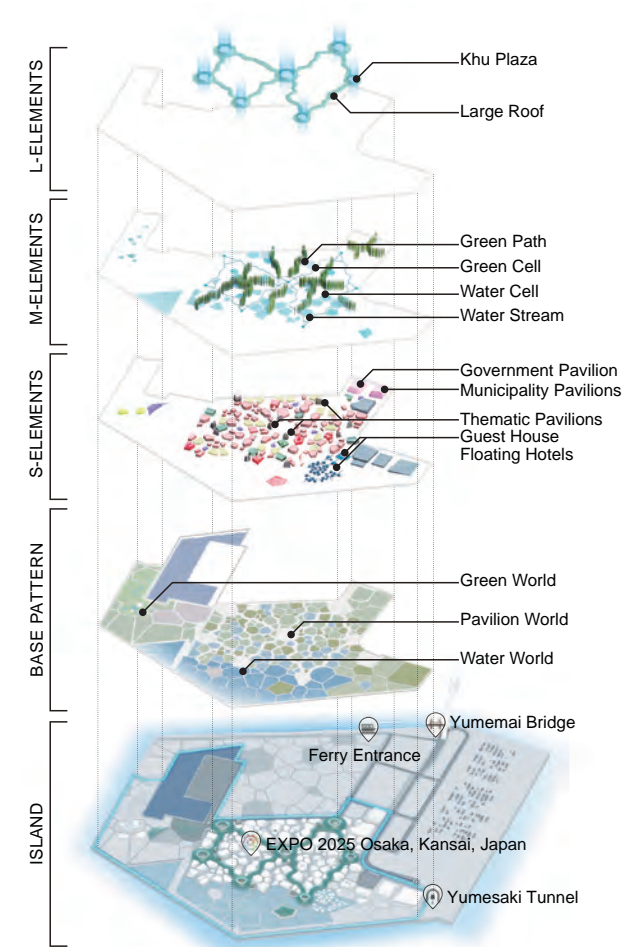 L-ELEMENTS
Khu Plaza
Large Roof
M-ELEMENTS
Green Path
Green Cell
Water Cell
Water Stream
S-ELEMENTS
Government Pavilion
Municipality Pavilions
Thematic Pavilions
Guest House
Floating Hotels
BASE PATTERN
Green World
Pavilion World
Water World
ISLAND
Yumemai Bridge
Ferry Entrance
EXPO 2025 Osaka, Kansai, Japan
Yumesaki Tunnel